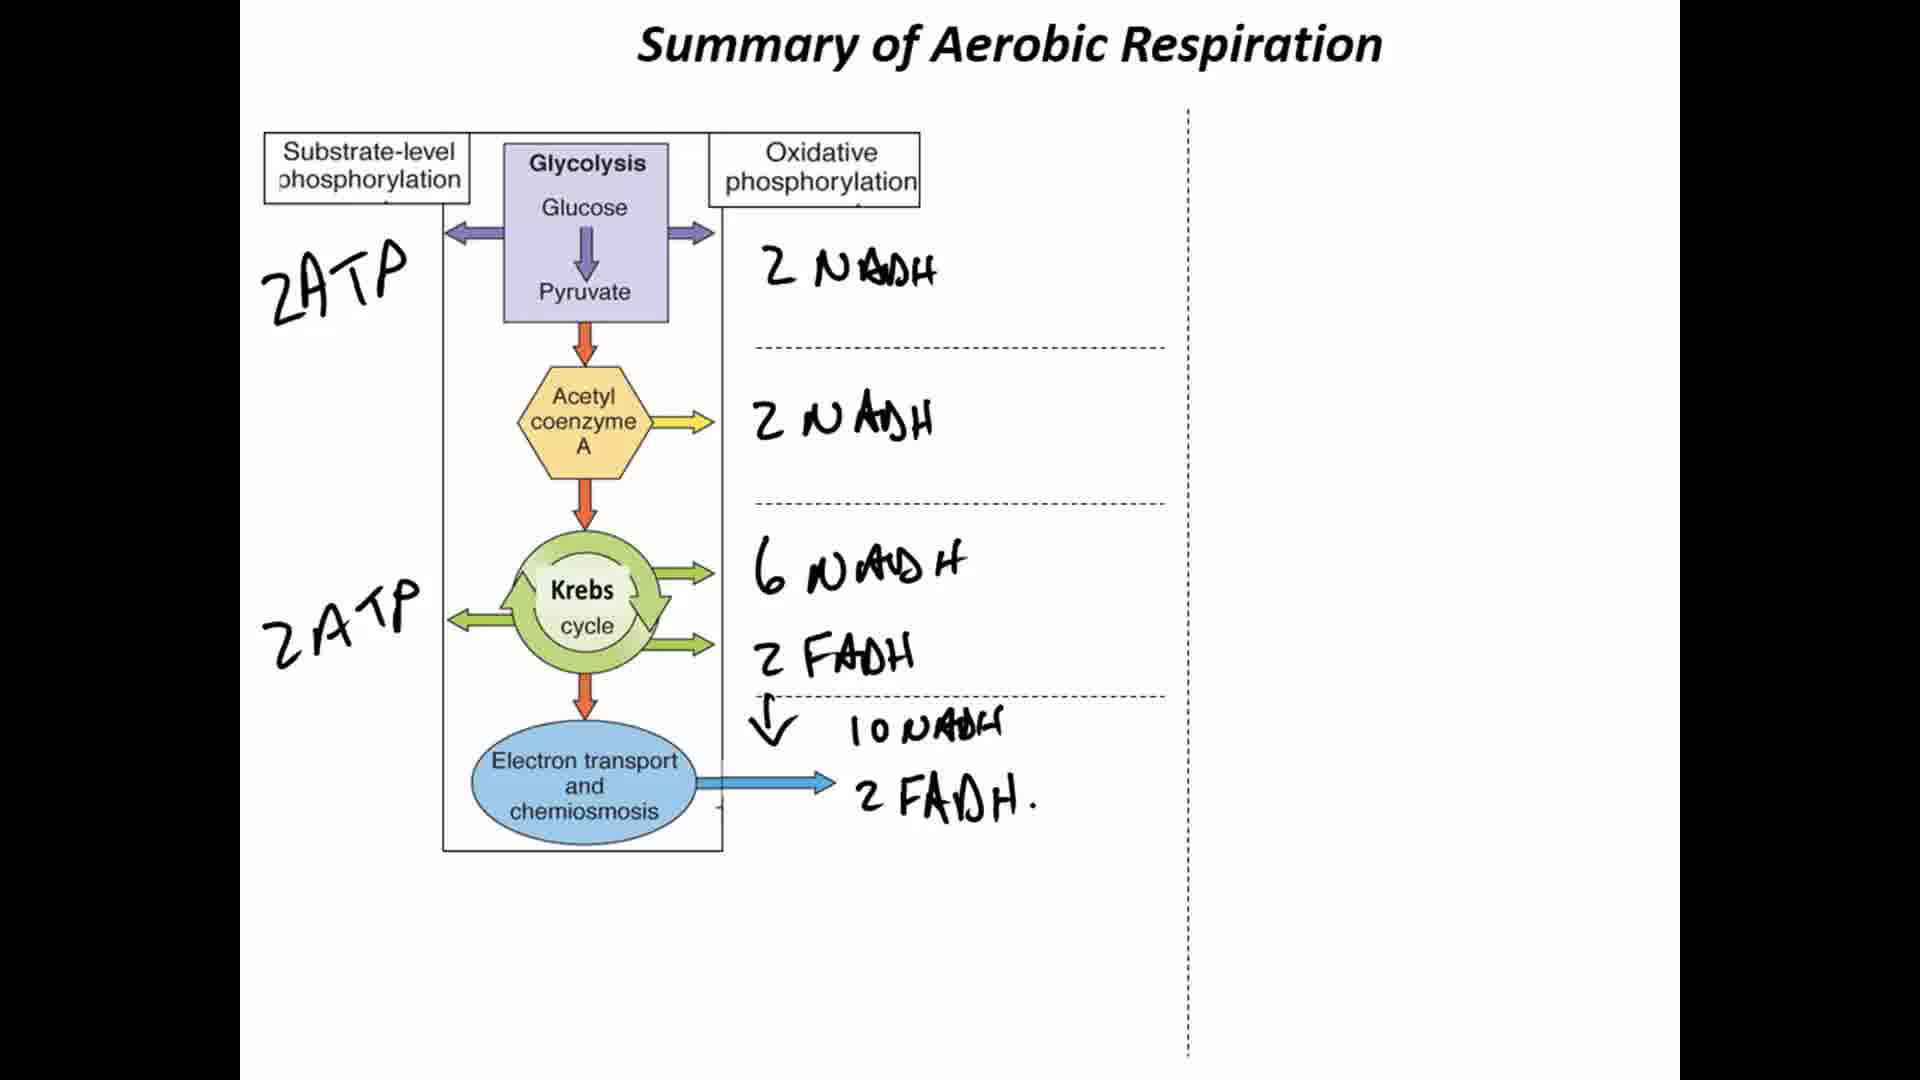 Summary of Aerobic Respiration
Substrate-level
phosphorylation
Glycolysis
Glucose
Pyruvate
Oxidative
phosphorylation
2ATP
2 NADH
Acetyl
coenzyme
A
2 NADH
Krebs
cycle
2ATP
6 NADH
2 FADH
10 NADH
Electron transport
and
chemiosmosis
2 FADH.